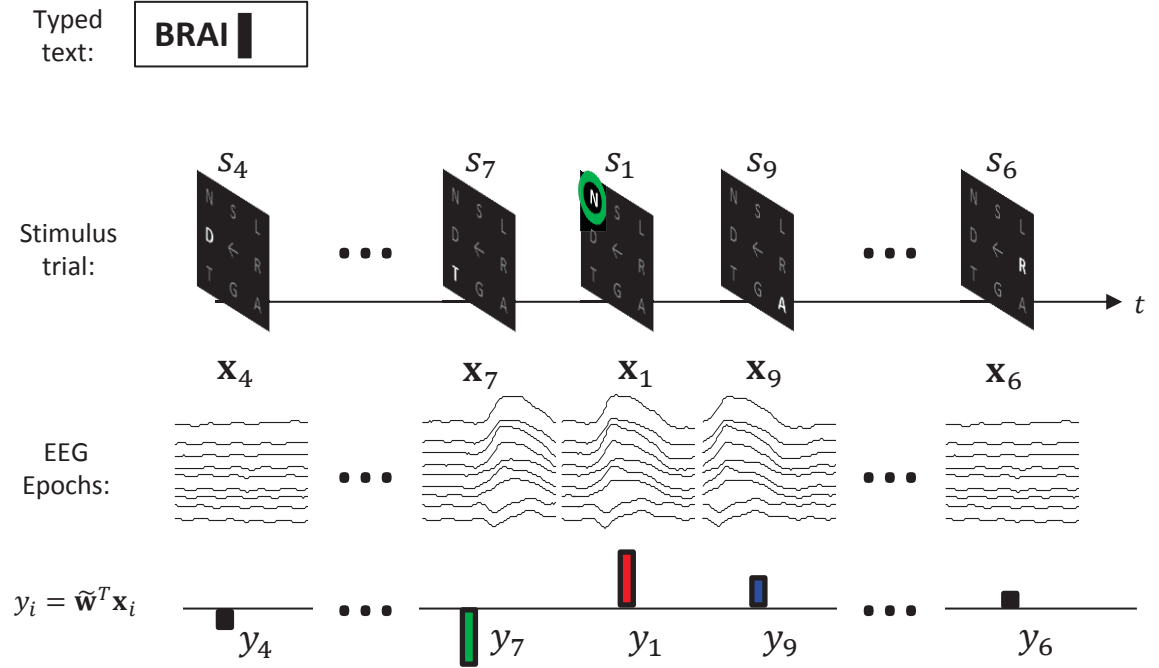 Typed
text:
BRAI
s₄ s₇ s₁ s₉ s₆
Stimulus
trial:
N S L D ← R T G A
N S L D ← R T G A
N S L D ← R T G A
N S L D ← R T G A
N S L D ← R T G A
t
𝐱₄ 𝐱₇ 𝐱₁ 𝐱₉ 𝐱₆
EEG
Epochs:
yᵢ = 𝐰̃ᵀ𝐱ᵢ
y₄ y₇ y₁ y₉ y₆